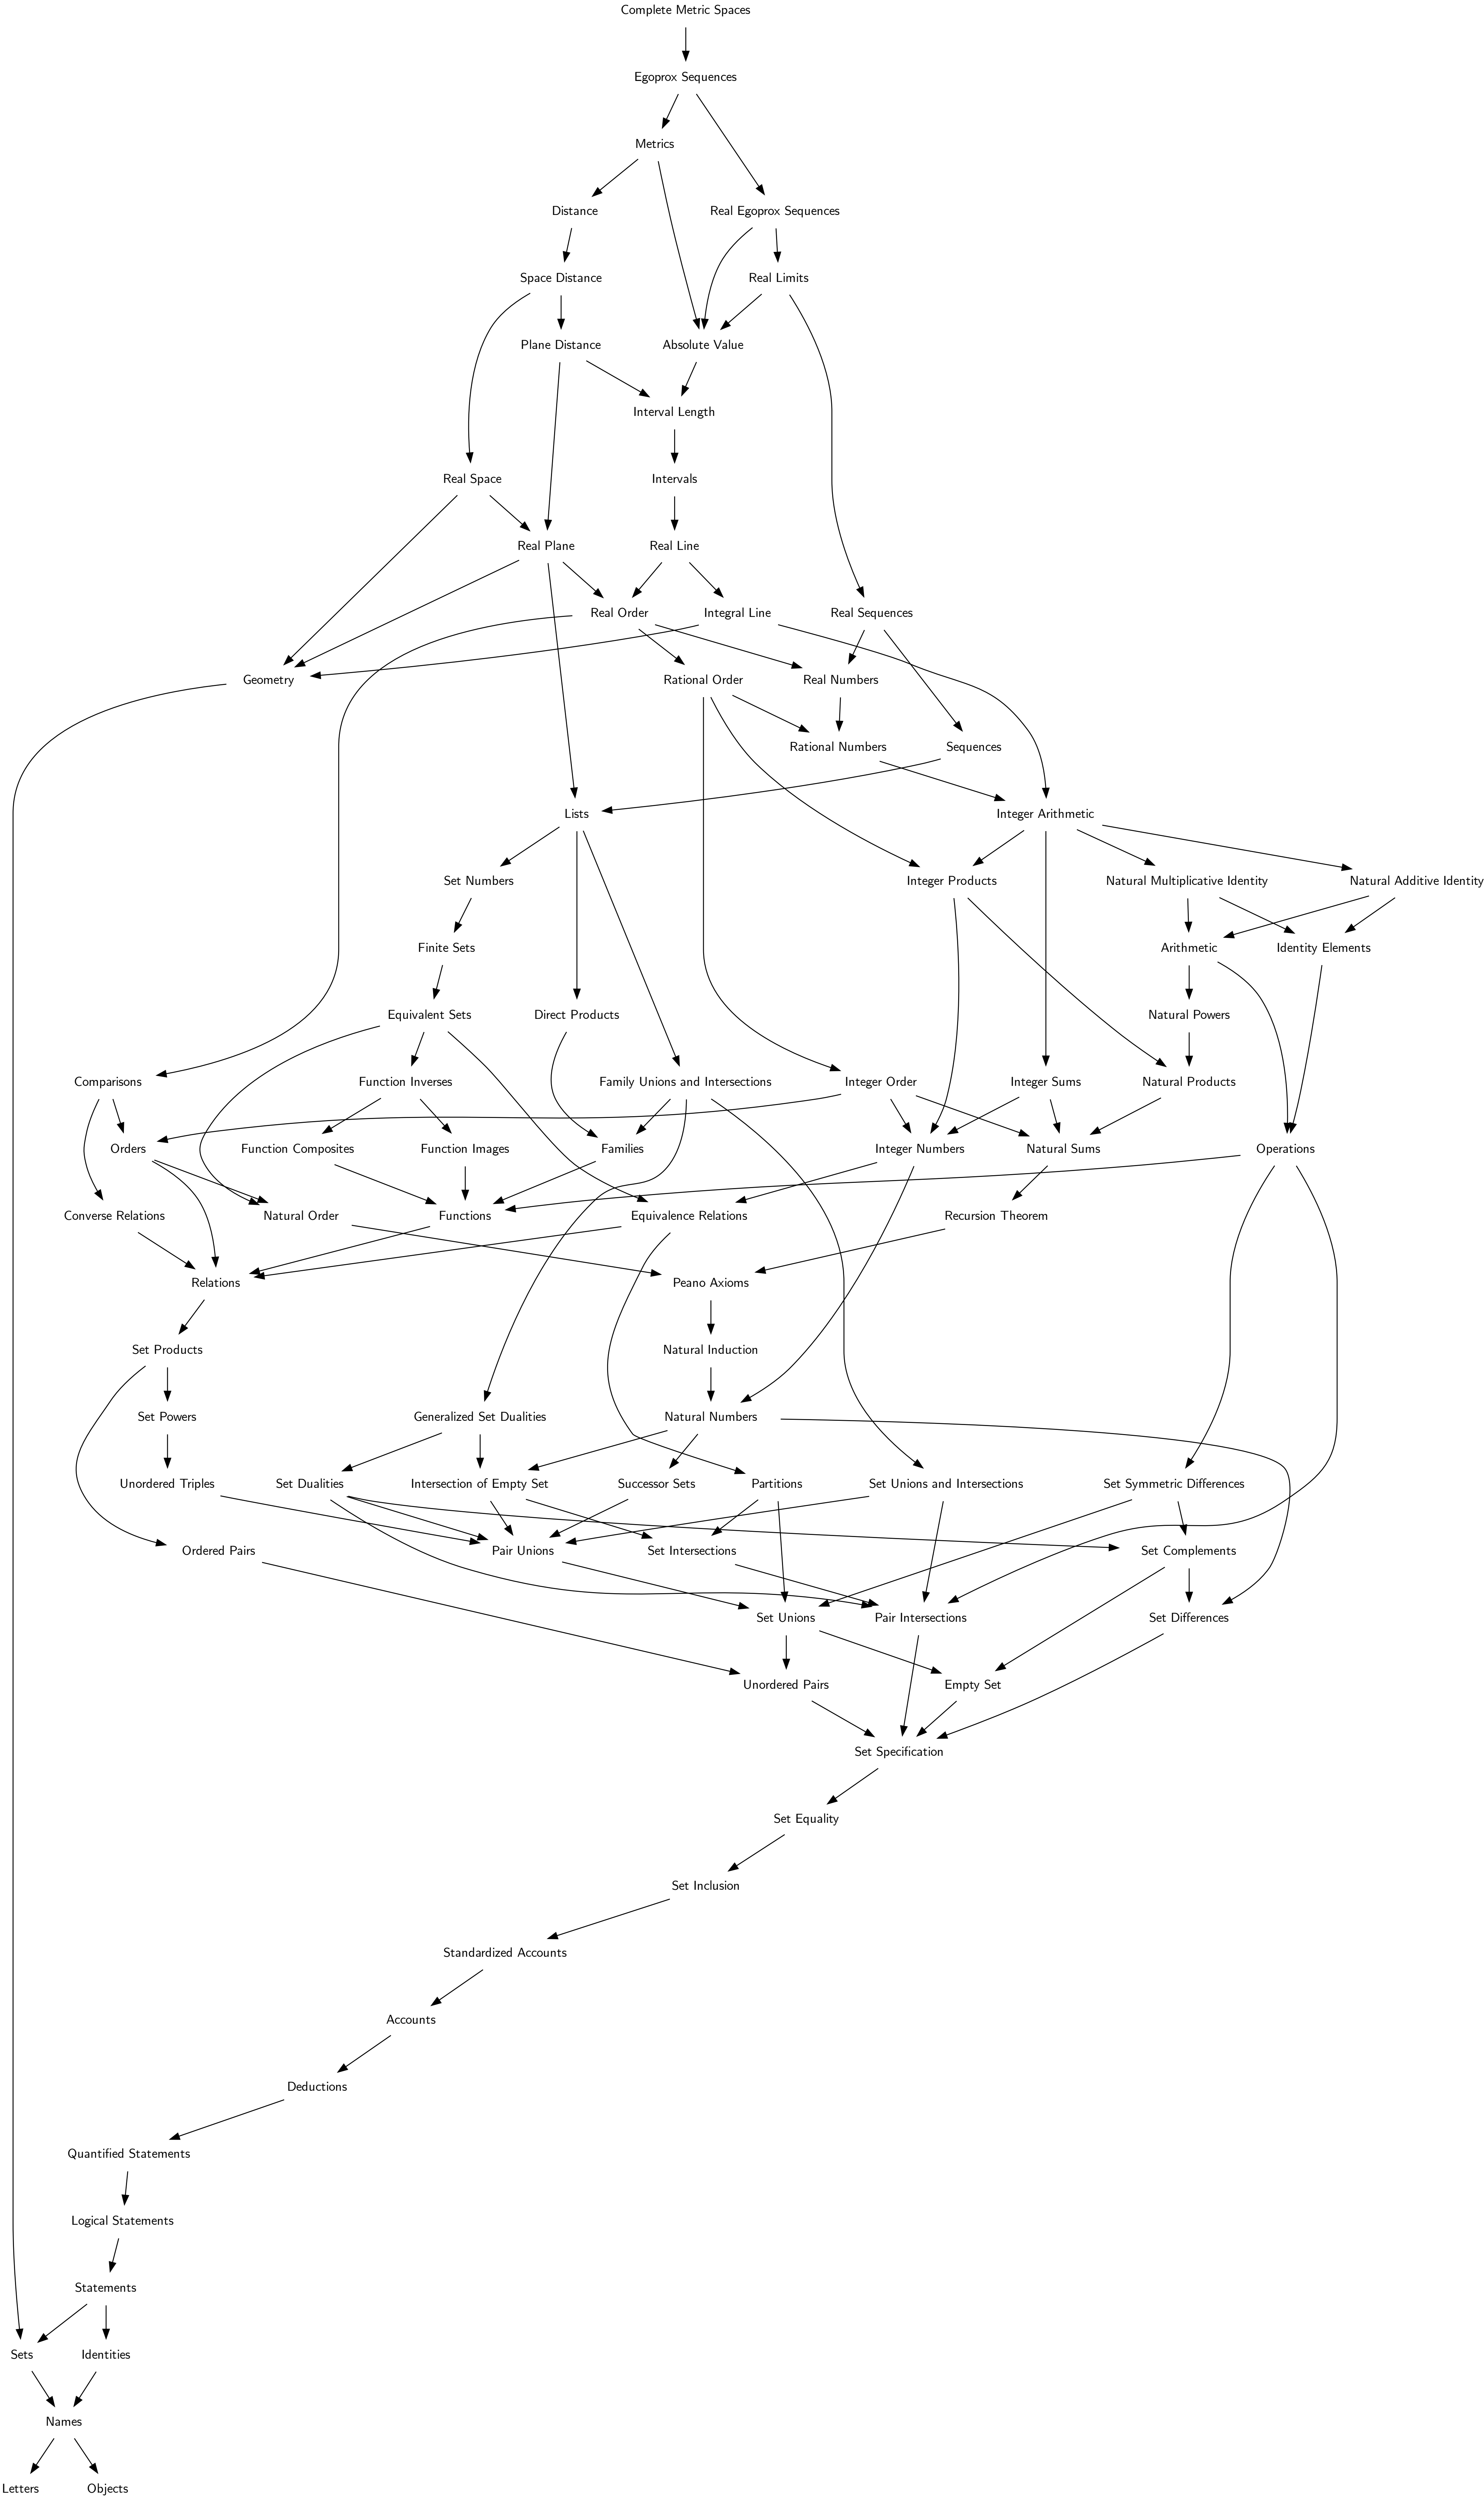 Complete Metric Spaces
Egoprox Sequences
Metrics
Distance
Real Egoprox Sequences
Space Distance
Real Limits
Plane Distance
Absolute Value
Interval Length
Real Space
Intervals
Real Plane
Real Line
Real Order
Integral Line
Real Sequences
Geometry
Rational Order
Real Numbers
Rational Numbers
Sequences
Lists
Integer Arithmetic
Set Numbers
Integer Products
Natural Multiplicative Identity
Natural Additive Identity
Finite Sets
Arithmetic
Identity Elements
Equivalent Sets
Direct Products
Natural Powers
Comparisons
Function Inverses
Family Unions and Intersections
Integer Order
Integer Sums
Natural Products
Orders
Function Composites
Function Images
Families
Integer Numbers
Natural Sums
Operations
Converse Relations
Natural Order
Functions
Equivalence Relations
Recursion Theorem
Relations
Peano Axioms
Set Products
Natural Induction
Set Powers
Generalized Set Dualities
Natural Numbers
Unordered Triples
Set Dualities
Intersection of Empty Set
Successor Sets
Partitions
Set Unions and Intersections
Set Symmetric Differences
Ordered Pairs
Pair Unions
Set Intersections
Set Complements
Set Unions
Pair Intersections
Set Differences
Unordered Pairs
Empty Set
Set Specification
Set Equality
Set Inclusion
Standardized Accounts
Accounts
Deductions
Quantified Statements
Logical Statements
Statements
Sets
Identities
Names
Letters
Objects